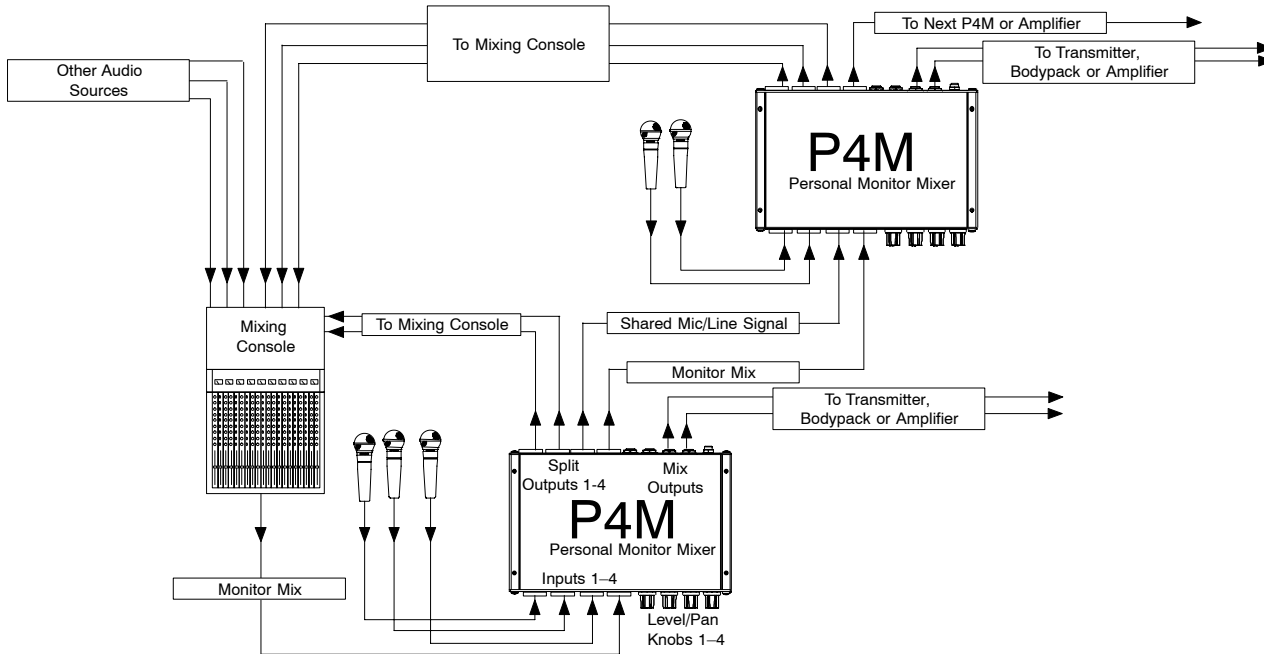 To Next P4M or Amplifier
To Mixing Console
To Transmitter,
Bodypack or Amplifier
Other Audio
Sources
P4M
Personal Monitor Mixer
Mixing
Console
To Mixing Console
Shared Mic/Line Signal
Monitor Mix
To Transmitter,
Bodypack or Amplifier
Split
Outputs 1-4
Mix
Outputs
P4M
Personal Monitor Mixer
Inputs 1–4
Monitor Mix
Level/Pan
Knobs 1–4